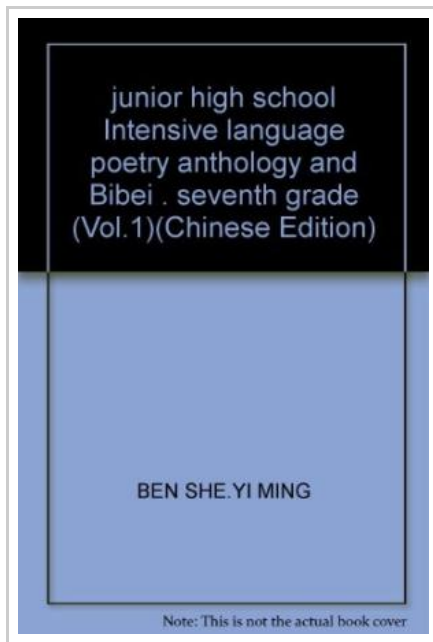 junior high school
Intensive language
poetry anthology and
Bibei . seventh grade
(Vol.1)(Chinese Edition)
BEN SHE.YI MING
Note: This is not the actual book cover